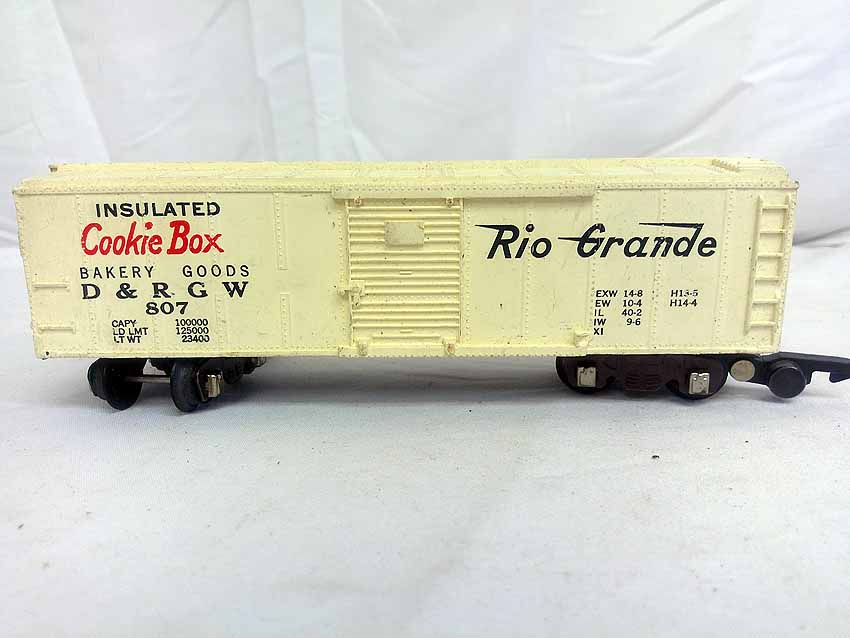 INSULATED
Cookie Box
BAKERY GOODS
D & R G W
807
CAPY 100000
LD LMT 125000
LT WT 23400
Rio Grande
EXW 14-8 H13-5
EW 10-4 H14-4
IL 40-2
IW 9-6
XI